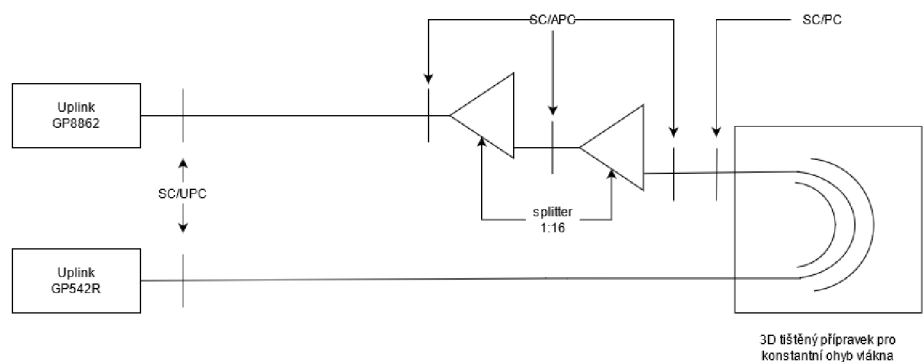 SC/APC
SC/PC
Uplink
GP8862
SC/UPC
splitter
1:16
Uplink
GP542R
3D tištěný přípravek pro
konstantní ohyb vlákna